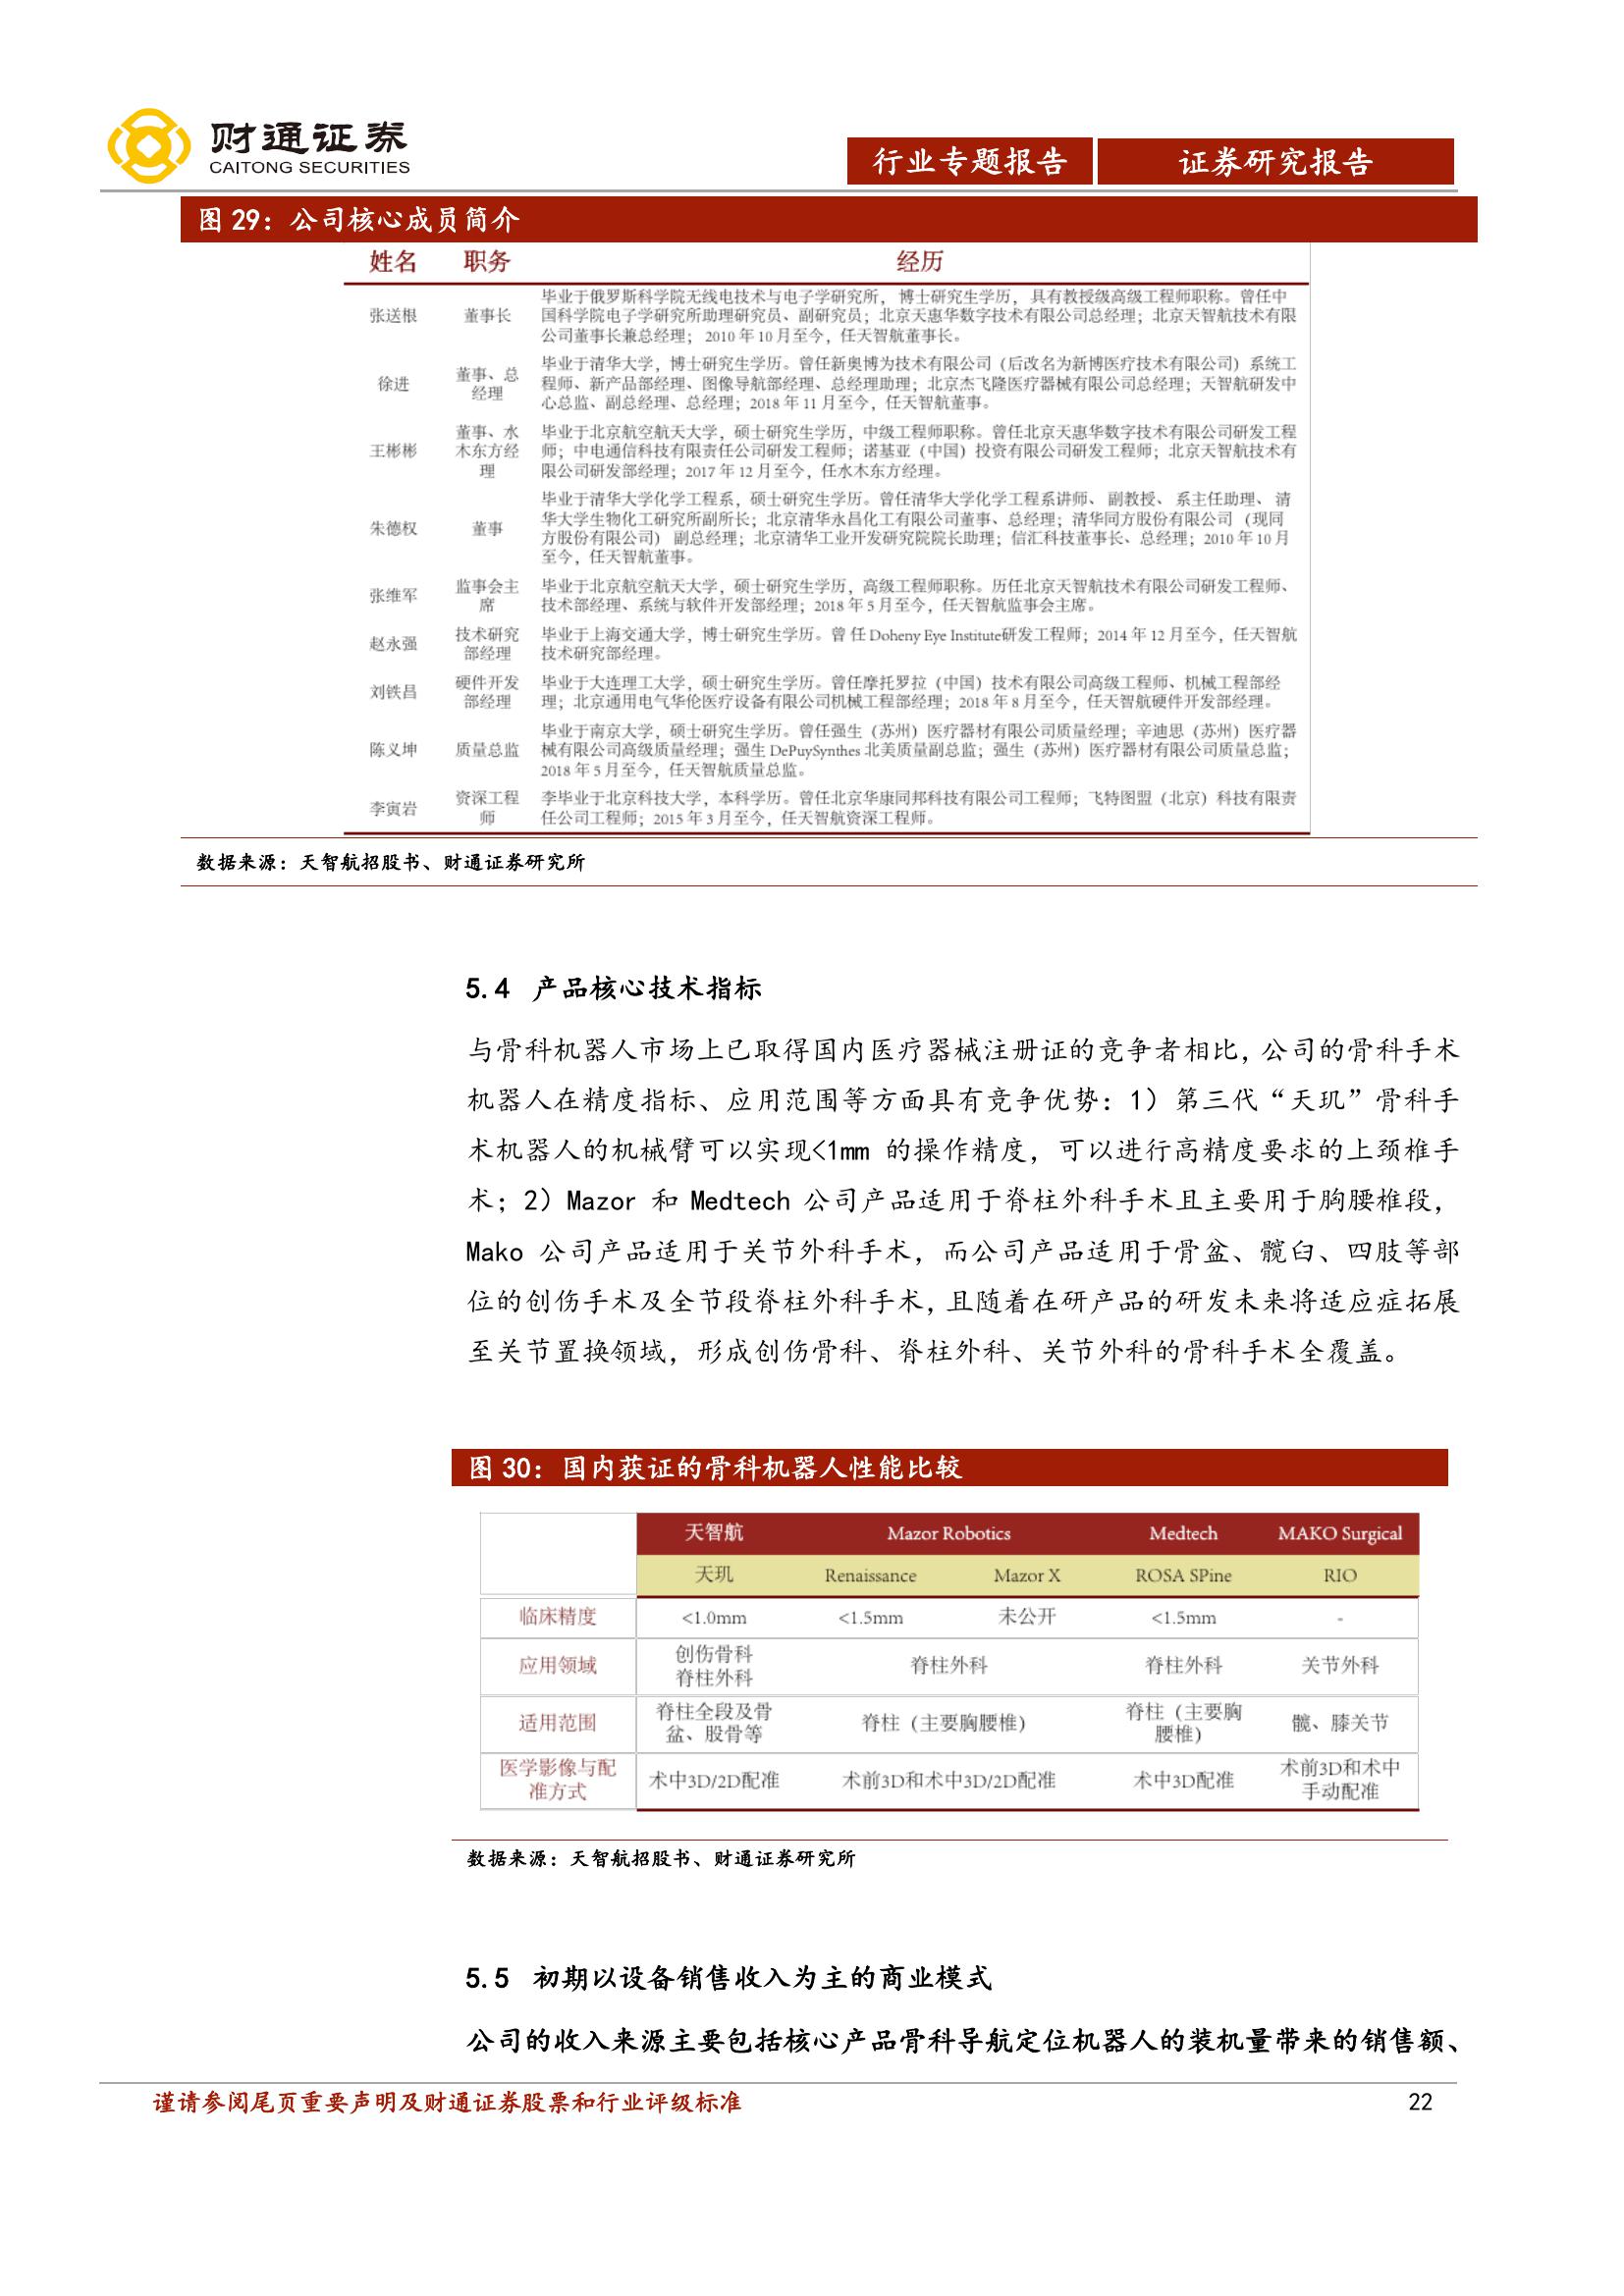 财通证券
CAITONG SECURITIES
行业专题报告 证券研究报告
图 29：公司核心成员简介
姓名 职务 经历
张送根 董事长 毕业于俄罗斯科学院无线电技术与电子学研究所， 博士研究生学历， 具有教授级高级工程师职称。曾任中
国科学院电子学研究所助理研究员、副研究员；北京天惠华数字技术有限公司总经理；北京天智航技术有限
公司董事长兼总经理； 2010 年 10 月至今，任天智航董事长。
徐进 董事、总
经理 毕业于清华大学，博士研究生学历。曾任新奥博为技术有限公司（后改名为新博医疗技术有限公司）系统工
程师、新产品部经理、图像导航部经理、总经理助理；北京杰飞隆医疗器械有限公司总经理；天智航研发中
心总监、副总经理、总经理；2018 年 11 月至今，任天智航董事。
王彬彬 董事、水
木东方经
理 毕业于北京航空航天大学，硕士研究生学历，中级工程师职称。曾任北京天惠华数字技术有限公司研发工程
师；中电通信科技有限责任公司研发工程师；诺基亚（中国）投资有限公司研发工程师；北京天智航技术有
限公司研发部经理；2017 年 12 月至今，任水木东方经理。
朱德权 董事 毕业于清华大学化学工程系，硕士研究生学历。曾任清华大学化学工程系讲师、 副教授、 系主任助理、 清
华大学生物化工研究所副所长；北京清华永昌化工有限公司董事、总经理；清华同方股份有限公司 （现同
方股份有限公司） 副总经理；北京清华工业开发研究院院长助理；信汇科技董事长、总经理；2010 年 10 月
至今，任天智航董事。
张维军 监事会主
席 毕业于北京航空航天大学，硕士研究生学历，高级工程师职称。历任北京天智航技术有限公司研发工程师、
技术部经理、系统与软件开发部经理；2018 年 5 月至今，任天智航监事会主席。
赵永强 技术研究
部经理 毕业于上海交通大学，博士研究生学历。曾 任 Doheny Eye Institute研发工程师；2014 年 12 月至今，任天智航
技术研究部经理。
刘铁昌 硬件开发
部经理 毕业于大连理工大学，硕士研究生学历。曾任摩托罗拉（中国）技术有限公司高级工程师、机械工程部经
理；北京通用电气华伦医疗设备有限公司机械工程部经理；2018 年 8 月至今，任天智航硬件开发部经理。
陈义坤 质量总监 毕业于南京大学，硕士研究生学历。曾任强生（苏州）医疗器材有限公司质量经理；辛迪思（苏州）医疗器
械有限公司高级质量经理；强生 DePuySynthes 北美质量副总监；强生（苏州）医疗器材有限公司质量总监；
2018 年 5 月至今，任天智航质量总监。
李寅岩 资深工程
师 李毕业于北京科技大学，本科学历。曾任北京华康同邦科技有限公司工程师；飞特图盟（北京）科技有限责
任公司工程师；2015 年 3 月至今，任天智航资深工程师。
数据来源：天智航招股书、财通证券研究所
5.4 产品核心技术指标
与骨科机器人市场上已取得国内医疗器械注册证的竞争者相比，公司的骨科手术
机器人在精度指标、应用范围等方面具有竞争优势：1）第三代“天玑”骨科手
术机器人的机械臂可以实现<1mm 的操作精度，可以进行高精度要求的上颈椎手
术；2）Mazor 和 Medtech 公司产品适用于脊柱外科手术且主要用于胸腰椎段，
Mako 公司产品适用于关节外科手术，而公司产品适用于骨盆、髋臼、四肢等部
位的创伤手术及全节段脊柱外科手术，且随着在研产品的研发未来将适应症拓展
至关节置换领域，形成创伤骨科、脊柱外科、关节外科的骨科手术全覆盖。
图 30：国内获证的骨科机器人性能比较
天智航 Mazor Robotics Medtech MAKO Surgical
天玑 Renaissance Mazor X ROSA SPine RIO
临床精度 <1.0mm <1.5mm 未公开 <1.5mm -
应用领域 创伤骨科
脊柱外科 脊柱外科 脊柱外科 关节外科
适用范围 脊柱全段及骨
盆、股骨等 脊柱（主要胸腰椎） 脊柱（主要胸
腰椎） 髋、膝关节
医学影像与配
准方式 术中3D/2D配准 术前3D和术中3D/2D配准 术中3D配准 术前3D和术中
手动配准
数据来源：天智航招股书、财通证券研究所
5.5 初期以设备销售收入为主的商业模式
公司的收入来源主要包括核心产品骨科导航定位机器人的装机量带来的销售额、
谨请参阅尾页重要声明及财通证券股票和行业评级标准 22